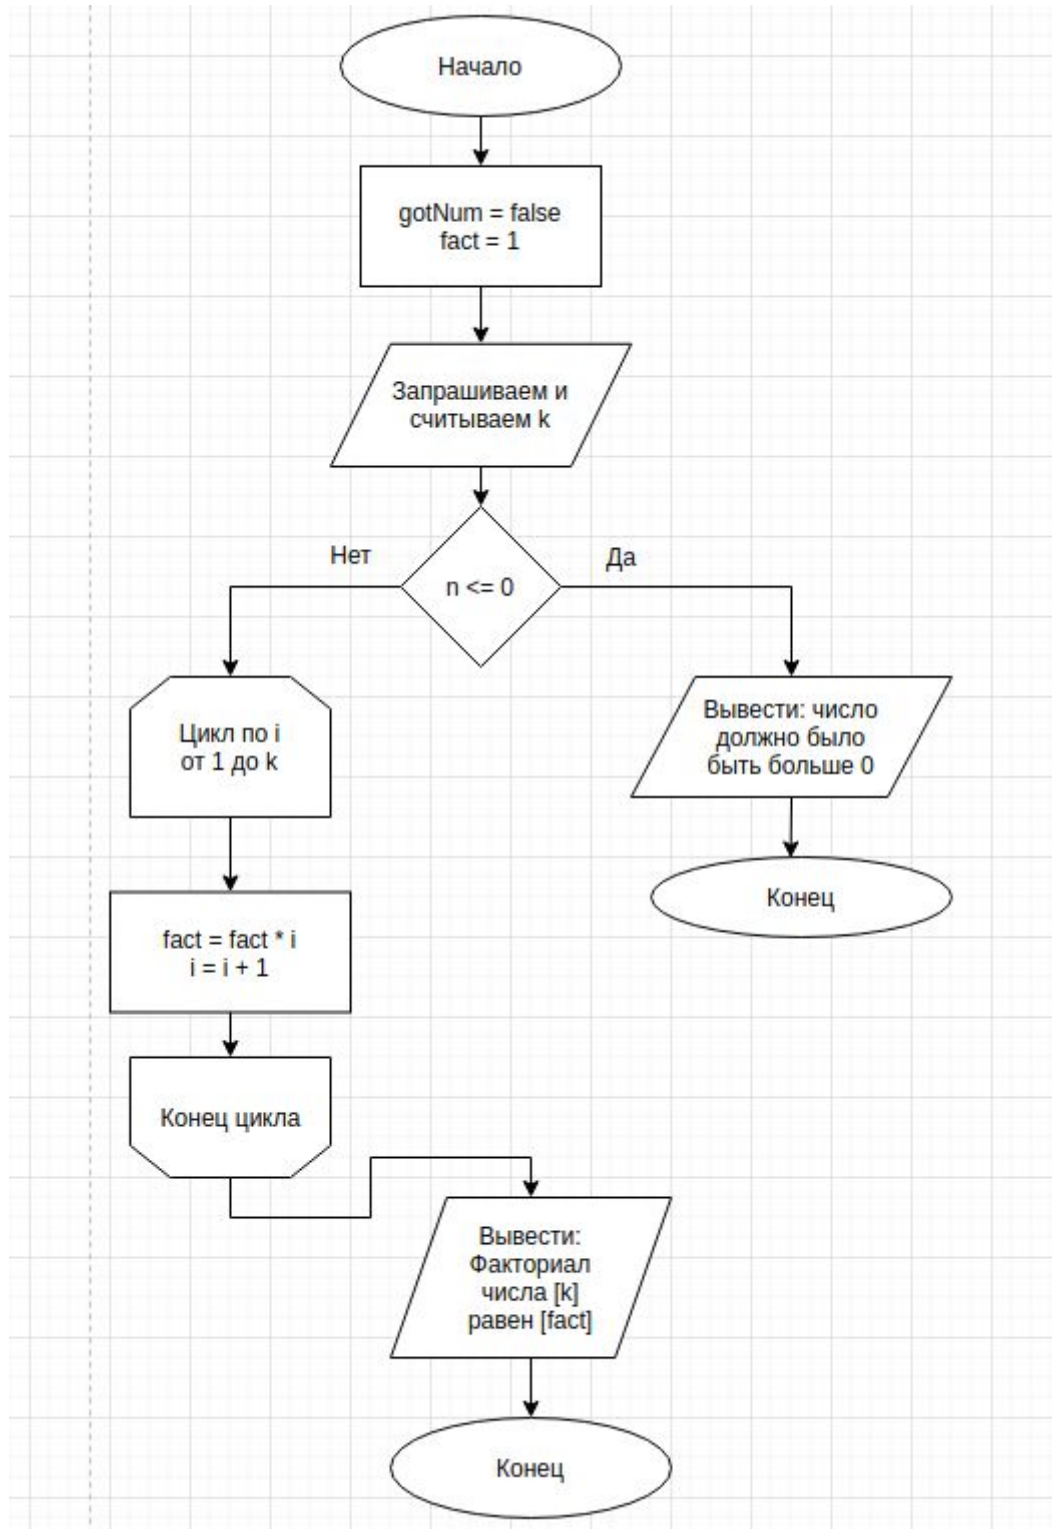 Начало
gotNum = false
fact = 1
Запрашиваем и
считываем k
Нет
Да
n <= 0
Цикл по i
от 1 до k
Вывести: число
должно было
быть больше 0
Конец
fact = fact * i
i = i + 1
Конец цикла
Вывести:
Факториал
числа [k]
равен [fact]
Конец